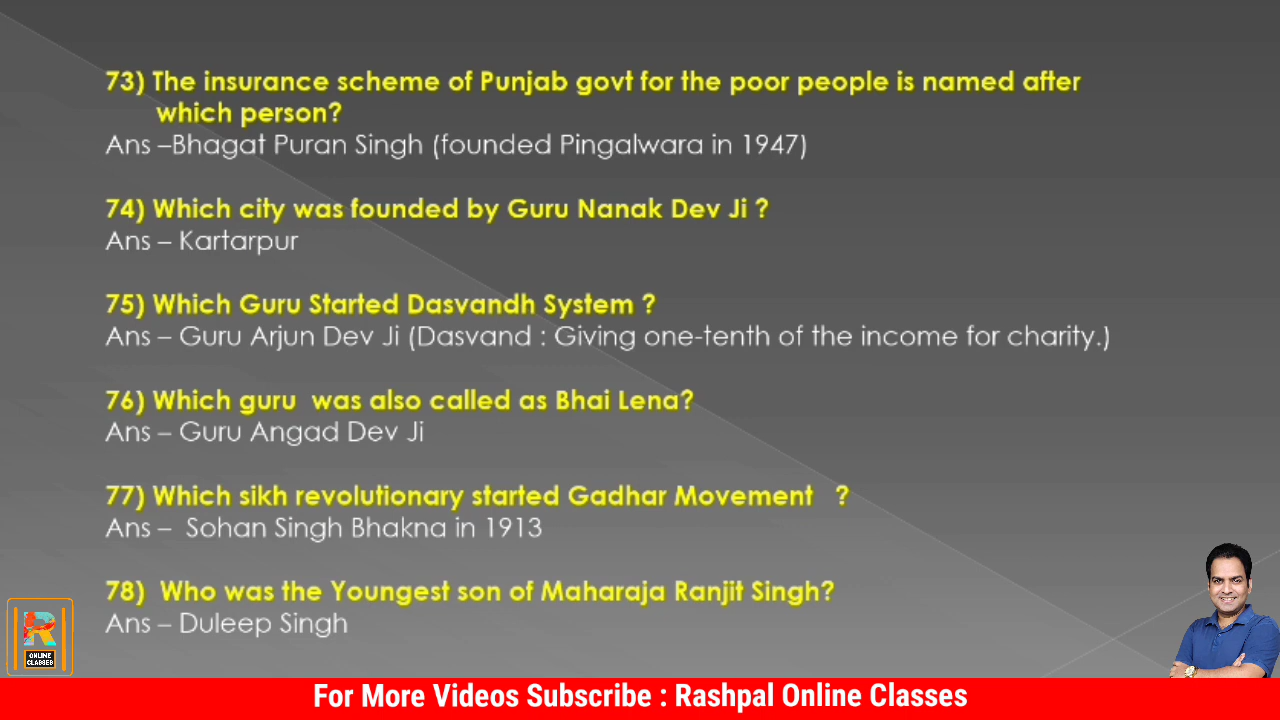 73) The insurance scheme of Punjab govt for the poor people is named after
which person?
Ans –Bhagat Puran Singh (founded Pingalwara in 1947)
74) Which city was founded by Guru Nanak Dev Ji ?
Ans – Kartarpur
75) Which Guru Started Dasvandh System ?
Ans – Guru Arjun Dev Ji (Dasvand : Giving one-tenth of the income for charity.)
76) Which guru  was also called as Bhai Lena?
Ans – Guru Angad Dev Ji
77) Which sikh revolutionary started Gadhar Movement   ?
Ans –  Sohan Singh Bhakna in 1913
78)  Who was the Youngest son of Maharaja Ranjit Singh?
Ans – Duleep Singh
R
ONLINE
CLASSES
For More Videos Subscribe : Rashpal Online Classes